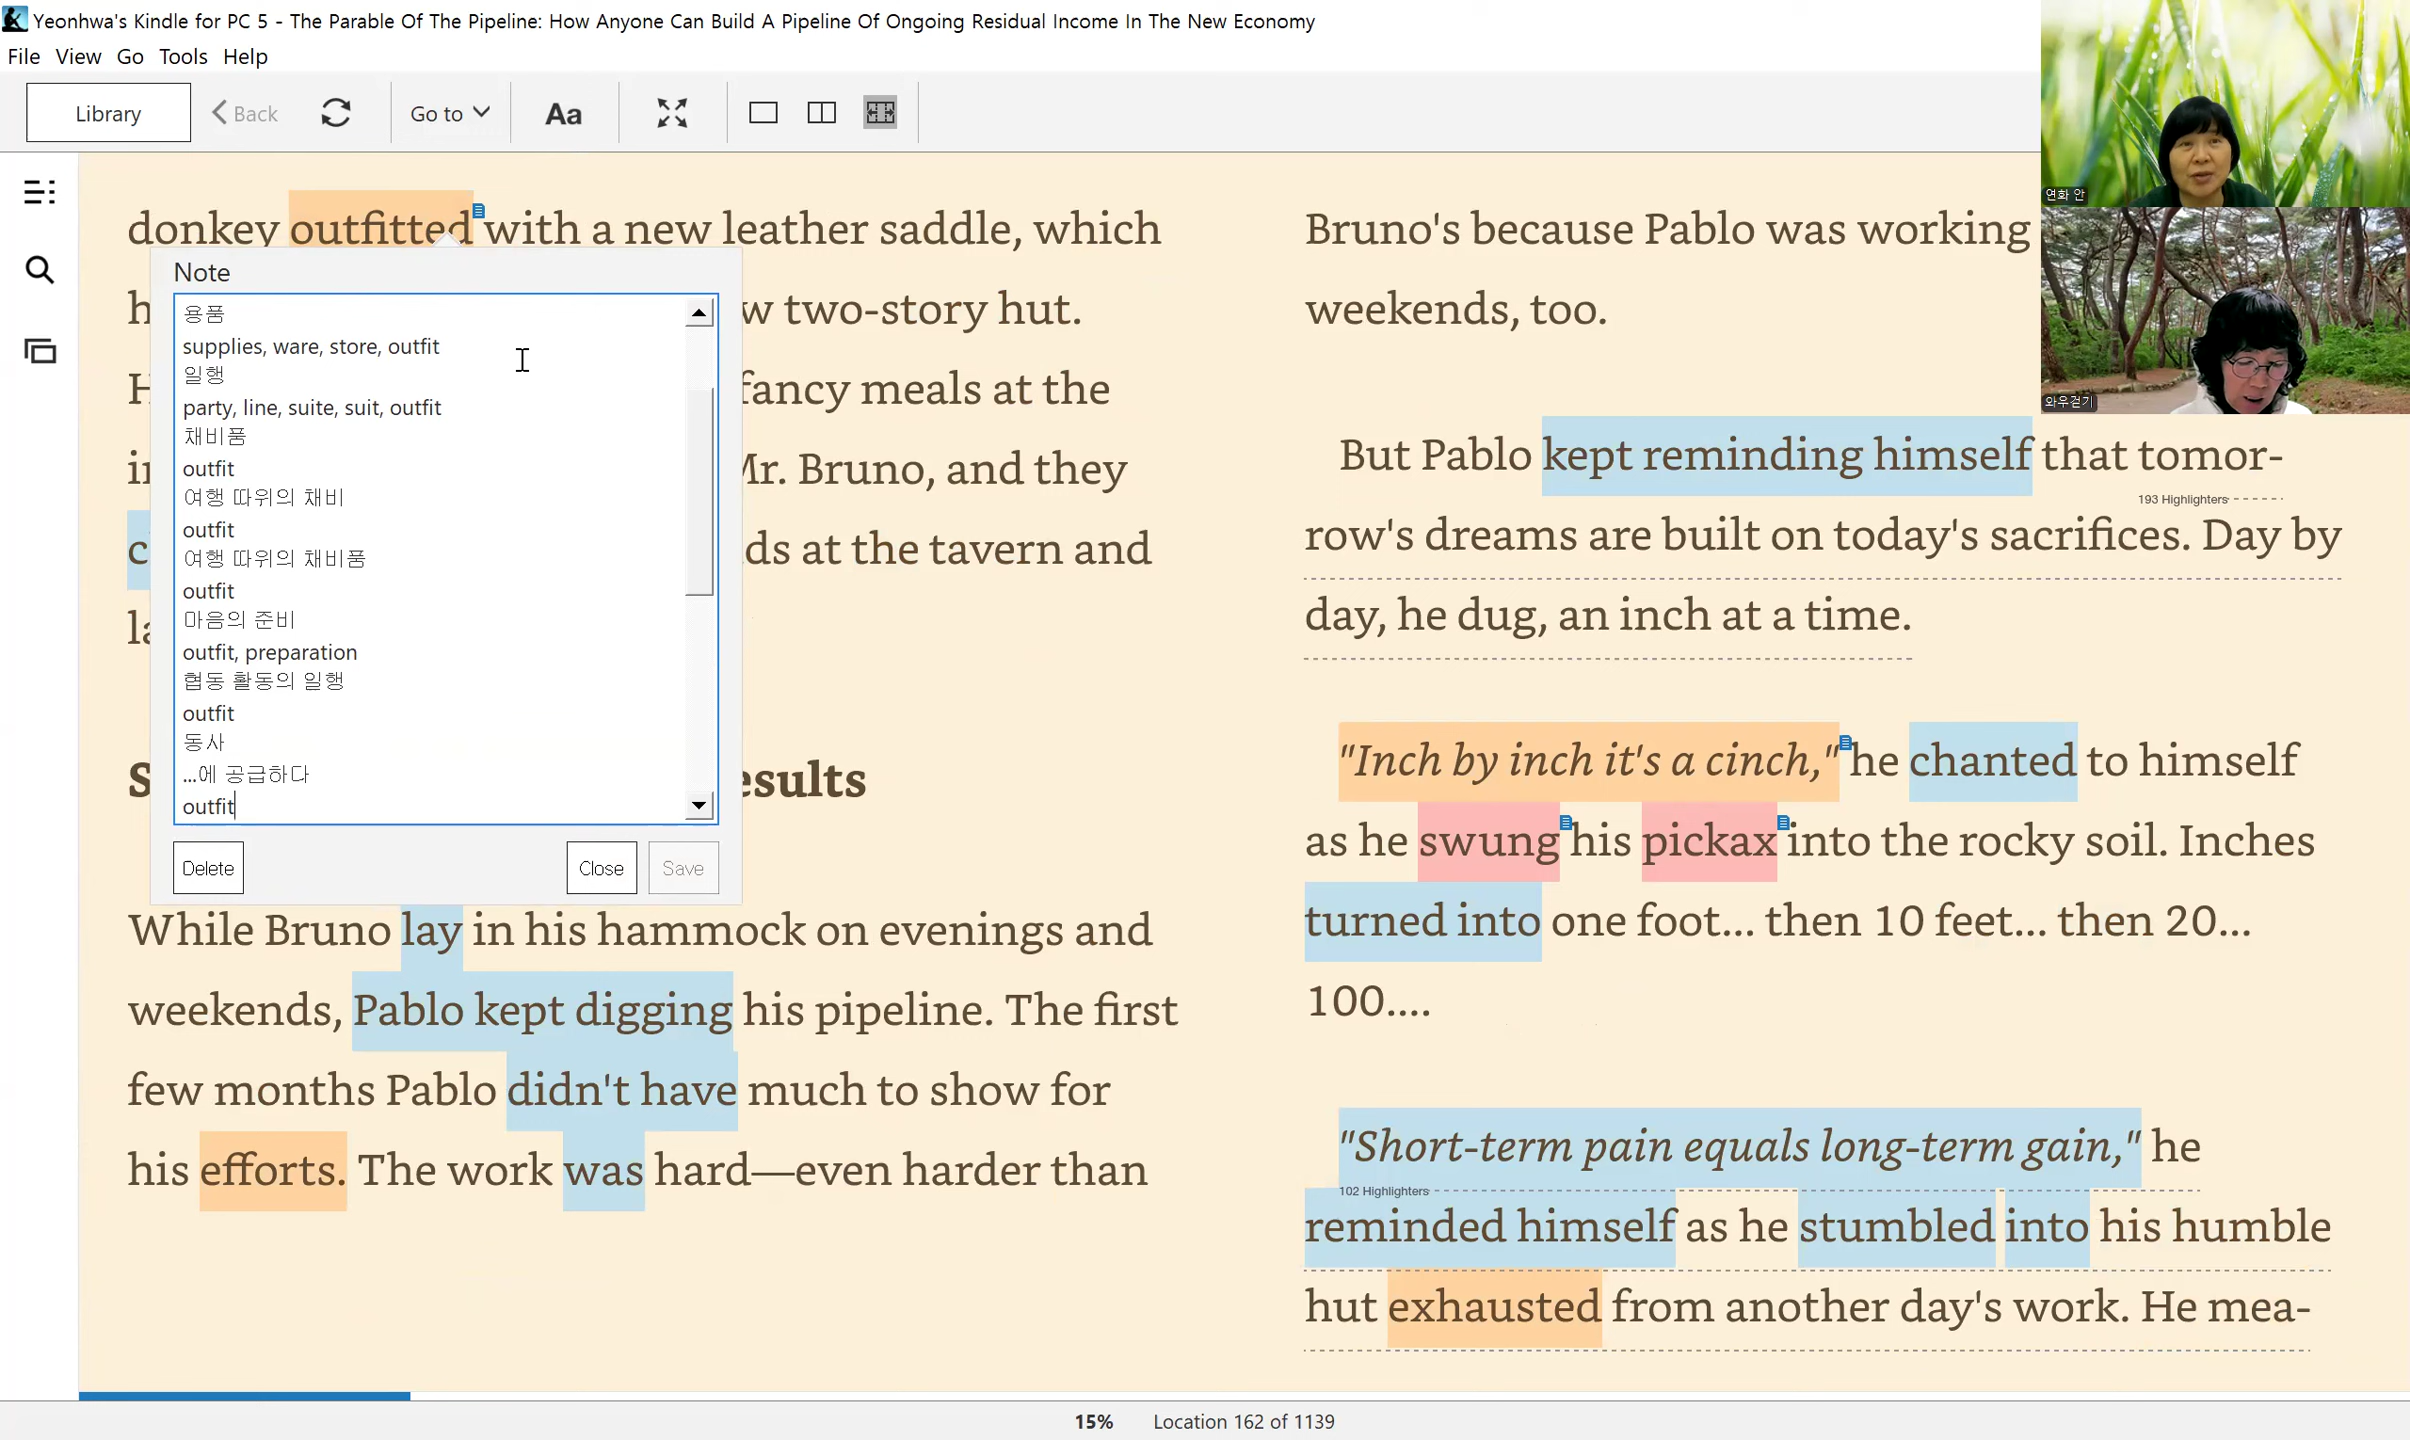 Yeonhwa's Kindle for PC 5 - The Parable Of The Pipeline: How Anyone Can Build A Pipeline Of Ongoing Residual Income In The New Economy
File View Go Tools Help
Library
Back
Go to
Aa
연화 안
와우걷기
donkey outfitted with a new leather saddle, which
w two-story hut.
fancy meals at the
Mr. Bruno, and they
ds at the tavern and
esults
Note
용품
supplies, ware, store, outfit
일행
party, line, suite, suit, outfit
채비품
outfit
여행 따위의 채비
outfit
여행 따위의 채비품
outfit
마음의 준비
outfit, preparation
협동 활동의 일행
outfit
동사
...에 공급하다
outfit
Delete
Close
Save
While Bruno lay in his hammock on evenings and
weekends, Pablo kept digging his pipeline. The first
few months Pablo didn't have much to show for
his efforts. The work was hard—even harder than
Bruno's because Pablo was working
weekends, too.
But Pablo kept reminding himself that tomor-
193 Highlighters
row's dreams are built on today's sacrifices. Day by
day, he dug, an inch at a time.
"Inch by inch it's a cinch," he chanted to himself
as he swung his pickax into the rocky soil. Inches
turned into one foot... then 10 feet... then 20...
100....
"Short-term pain equals long-term gain," he
102 Highlighters
reminded himself as he stumbled into his humble
hut exhausted from another day's work. He mea-
15%
Location 162 of 1139